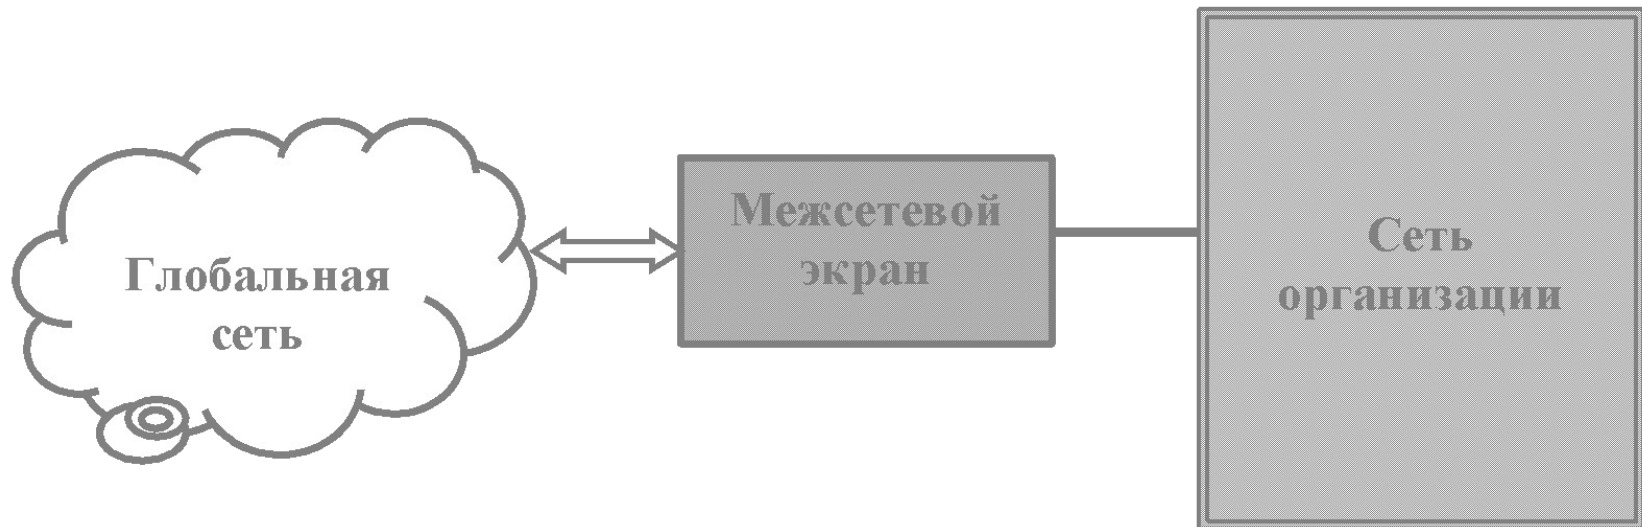 Глобальная
сеть
Межсетевой
экран
Сеть
организации